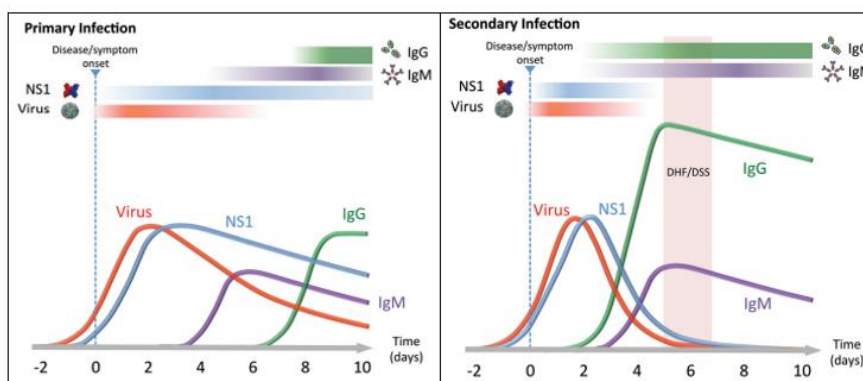 Primary Infection
Disease/symptom
onset
IgG
IgM
NS1
Virus
Virus
NS1
IgG
IgM
Time
(days)
-2 0 2 4 6 8 10
Secondary Infection
Disease/symptom
onset
IgG
IgM
NS1
Virus
Virus
NS1
IgG
DHF/DSS
IgM
Time
(days)
-2 0 2 4 6 8 10